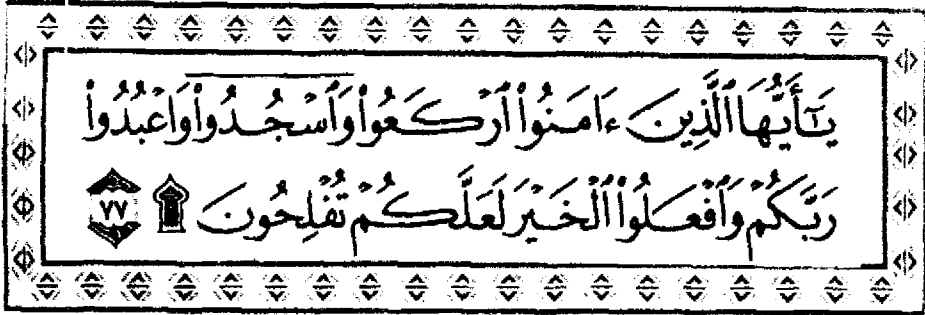 يَٰٓأَيُّهَا ٱلَّذِينَ ءَامَنُوا۟ ٱرْكَعُوا۟ وَٱسْجُدُوا۟ وَٱعْبُدُوا۟
رَبَّكُمْ وَٱفْعَلُوا۟ ٱلْخَيْرَ لَعَلَّكُمْ تُفْلِحُونَ ۩ ٧٧